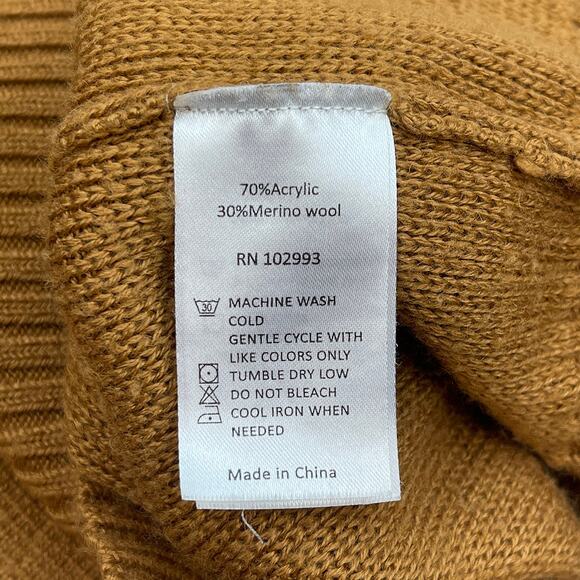 70%Acrylic
30%Merino wool
RN 102993
30
MACHINE WASH
COLD
GENTLE CYCLE WITH
LIKE COLORS ONLY
TUMBLE DRY LOW
DO NOT BLEACH
COOL IRON WHEN
NEEDED
Made in China